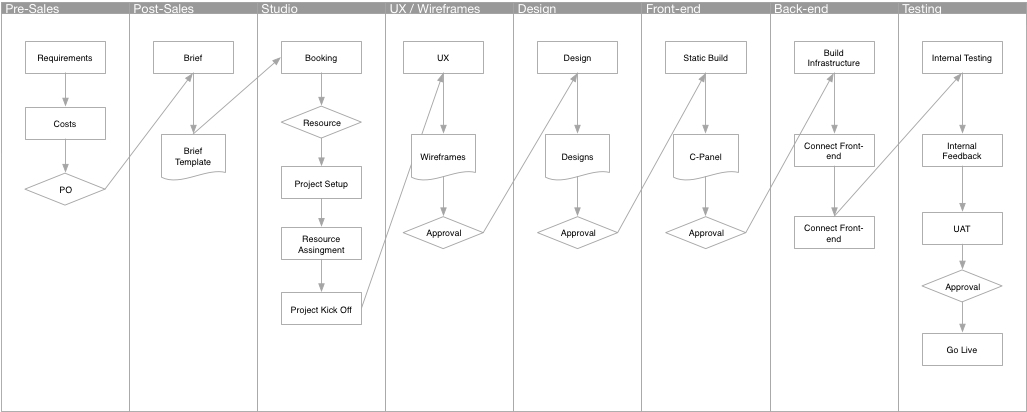 Pre-Sales
Post-Sales
Studio
UX / Wireframes
Design
Front-end
Back-end
Testing
Requirements
Costs
PO
Brief
Brief
Template
Booking
Resource
Project Setup
Resource
Assingment
Project Kick Off
UX
Wireframes
Approval
Design
Designs
Approval
Static Build
C-Panel
Approval
Build
Infrastructure
Connect Front-
end
Connect Front-
end
Internal Testing
Internal
Feedback
UAT
Approval
Go Live